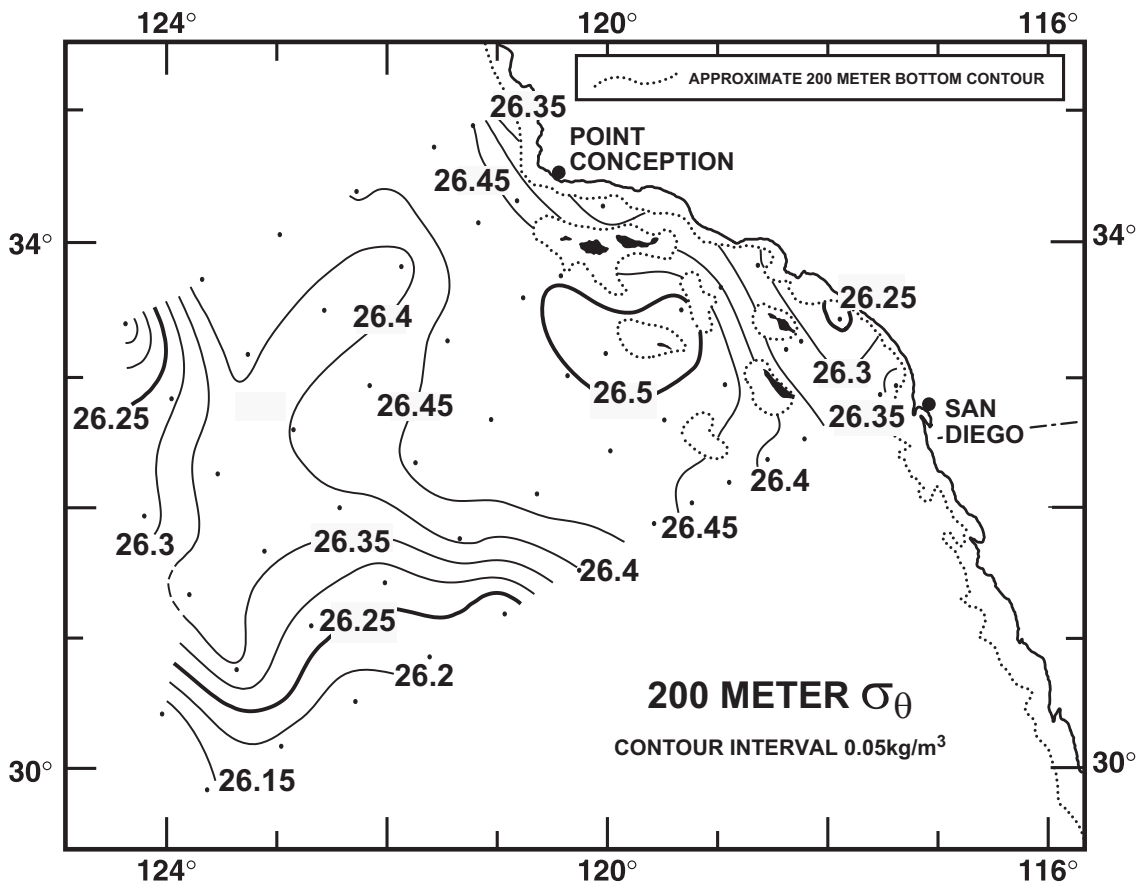 124° 120° 116°
APPROXIMATE 200 METER BOTTOM CONTOUR
26.35
POINT
CONCEPTION
26.45
34° 34°
26.25
26.4
26.3
26.5
26.45
26.25
26.35
SAN
DIEGO
26.4
26.45
26.3
26.35
26.4
26.25
26.2
200 METER σθ
CONTOUR INTERVAL 0.05kg/m³
30° 30°
26.15
124° 120° 116°